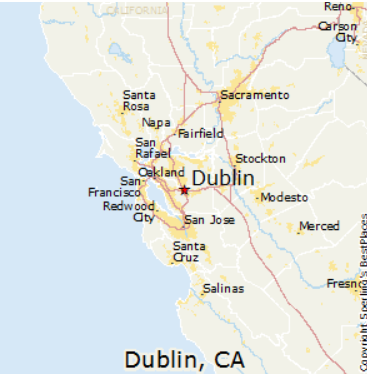 CALIFORNIA
Reno
Carson
City
Sacramento
Santa
Rosa
Napa
Fairfield
San
Rafael
Stockton
Oakland
Dublin
San
Francisco
Modesto
Redwood
City
San Jose
Merced
Santa
Cruz
Salinas
Fresno
Dublin, CA
Copyright Sperling's BestPlaces